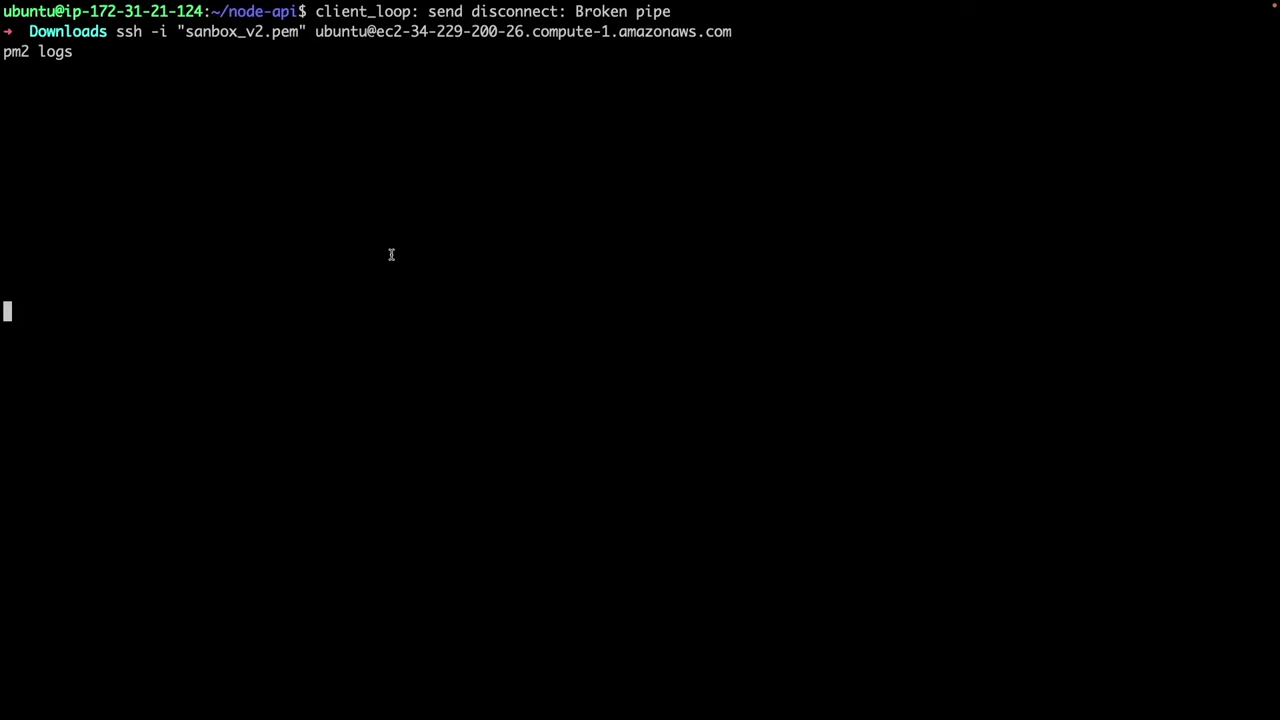 ubuntu@ip-172-31-21-124:~/node-api$ client_loop: send disconnect: Broken pipe
➜  Downloads ssh -i "sanbox_v2.pem" ubuntu@ec2-34-229-200-26.compute-1.amazonaws.com
pm2 logs